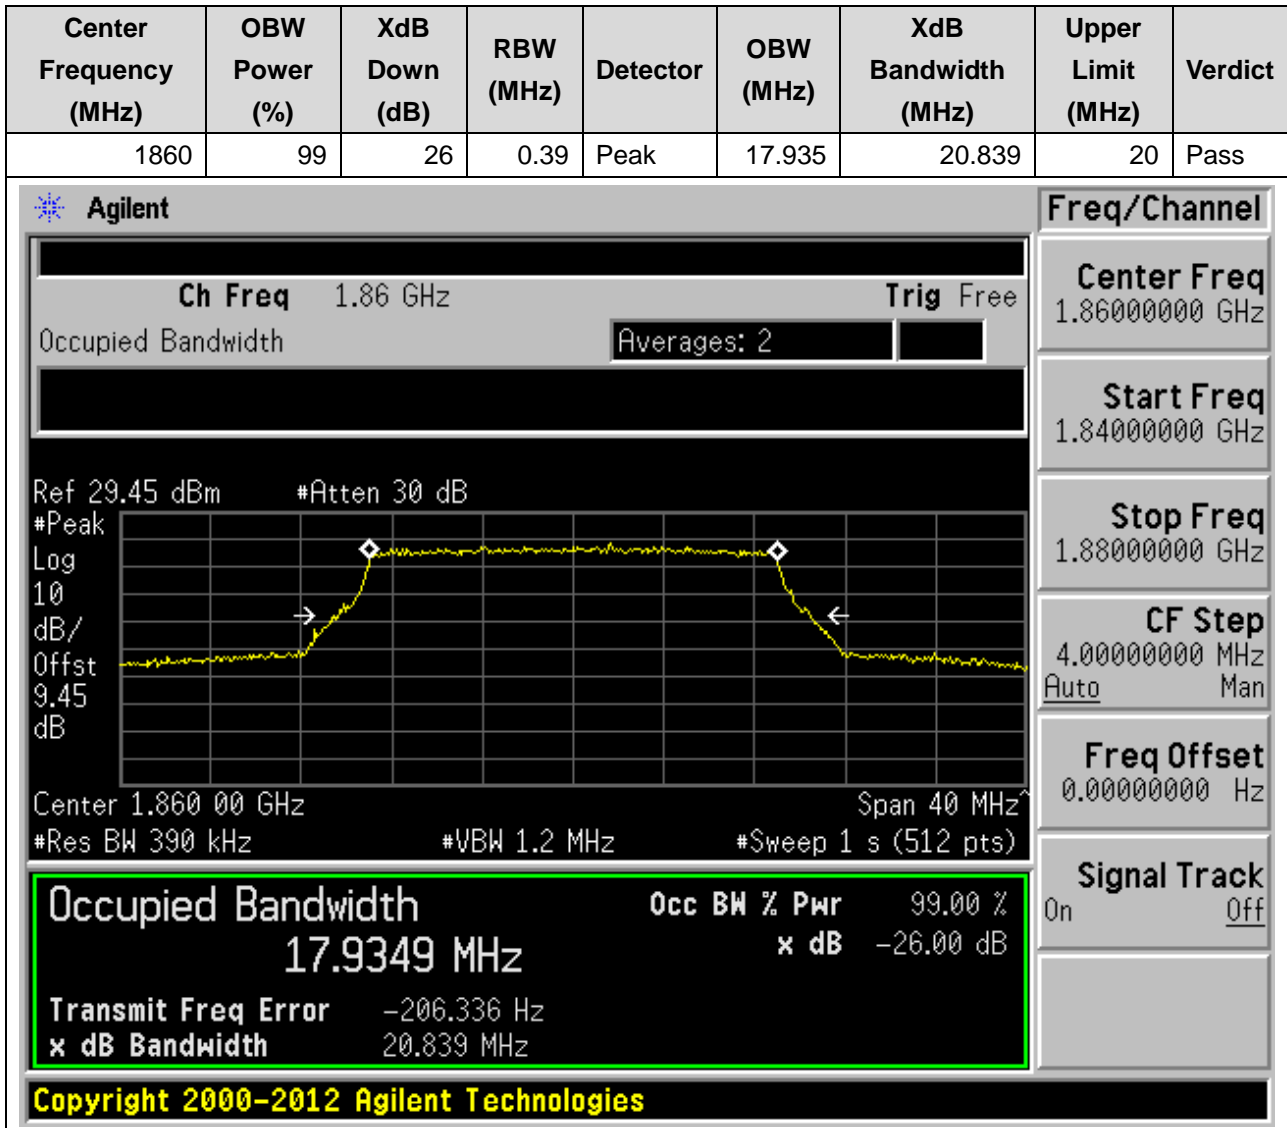 Center Frequency (MHz) OBW Power (%) XdB Down (dB) RBW (MHz) Detector OBW (MHz) XdB Bandwidth (MHz) Upper Limit (MHz) Verdict
1860 99 26 0.39 Peak 17.935 20.839 20 Pass
Agilent
Freq/Channel
Ch Freq 1.86 GHz Trig Free
Occupied Bandwidth Averages: 2
Center Freq
1.86000000 GHz
Start Freq
1.84000000 GHz
Stop Freq
1.88000000 GHz
CF Step
4.00000000 MHz
Auto Man
Freq Offset
0.00000000 Hz
Signal Track
On Off
Ref 29.45 dBm #Atten 30 dB
#Peak
Log
10
dB/
Offst
9.45
dB
Center 1.860 00 GHz Span 40 MHz^
#Res BW 390 kHz #VBW 1.2 MHz #Sweep 1 s (512 pts)
Occupied Bandwidth Occ BW % Pwr 99.00 %
17.9349 MHz x dB -26.00 dB
Transmit Freq Error -206.336 Hz
x dB Bandwidth 20.839 MHz
Copyright 2000-2012 Agilent Technologies